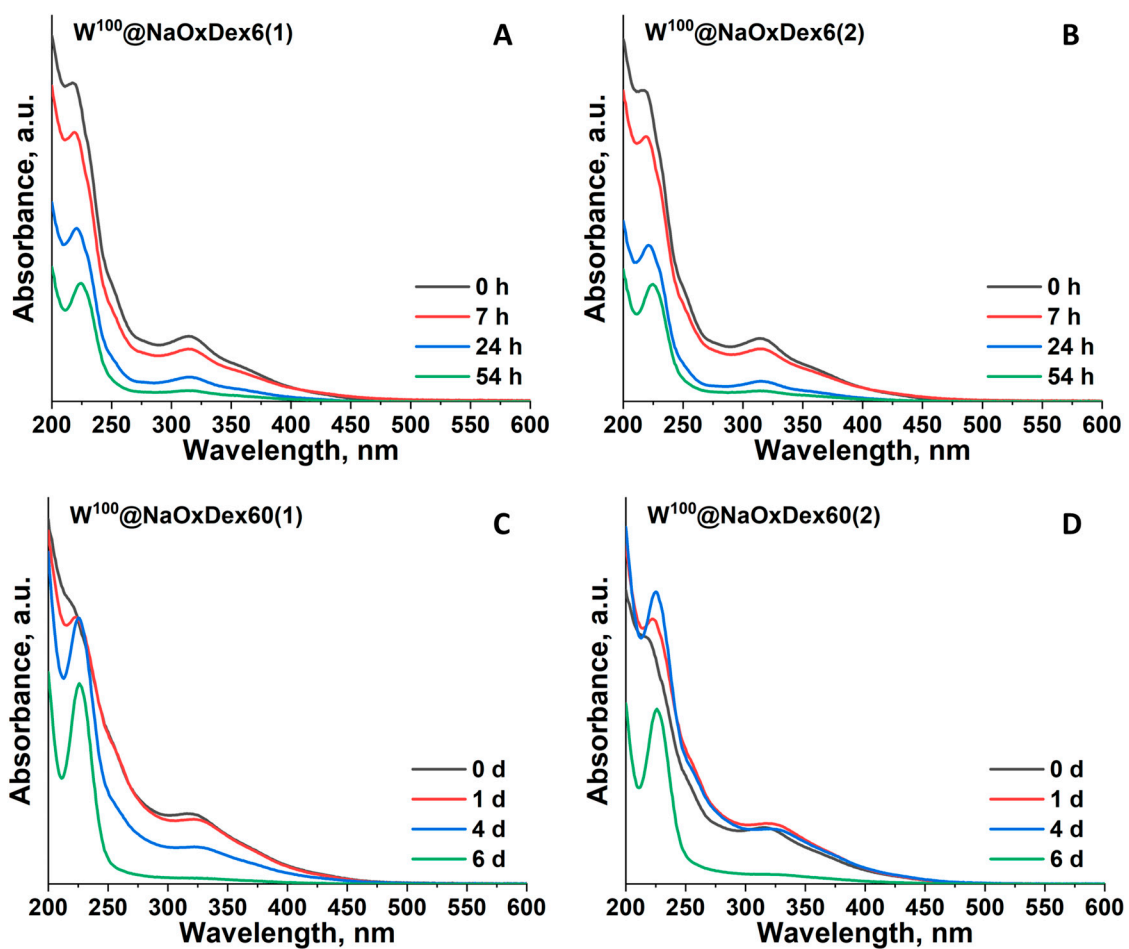 W¹⁰⁰@NaOxDex6(1)
A
Absorbance, a.u.
0 h
7 h
24 h
54 h
200 250 300 350 400 450 500 550 600
Wavelength, nm
W¹⁰⁰@NaOxDex6(2)
B
Absorbance, a.u.
0 h
7 h
24 h
54 h
200 250 300 350 400 450 500 550 600
Wavelength, nm
W¹⁰⁰@NaOxDex60(1)
C
Absorbance, a.u.
0 d
1 d
4 d
6 d
200 250 300 350 400 450 500 550 600
Wavelength, nm
W¹⁰⁰@NaOxDex60(2)
D
Absorbance, a.u.
0 d
1 d
4 d
6 d
200 250 300 350 400 450 500 550 600
Wavelength, nm